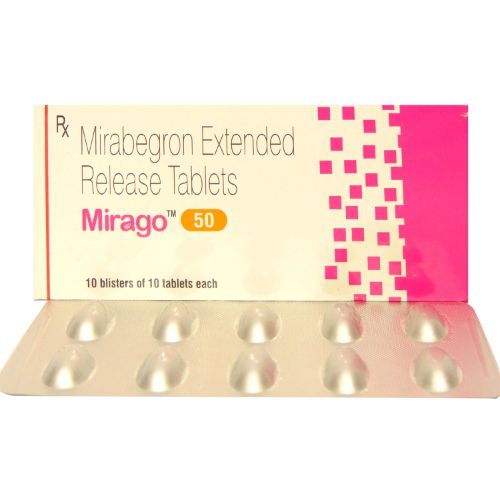 Rx
Mirabegron Extended
Release Tablets
Mirago™ 50
10 blisters of 10 tablets each